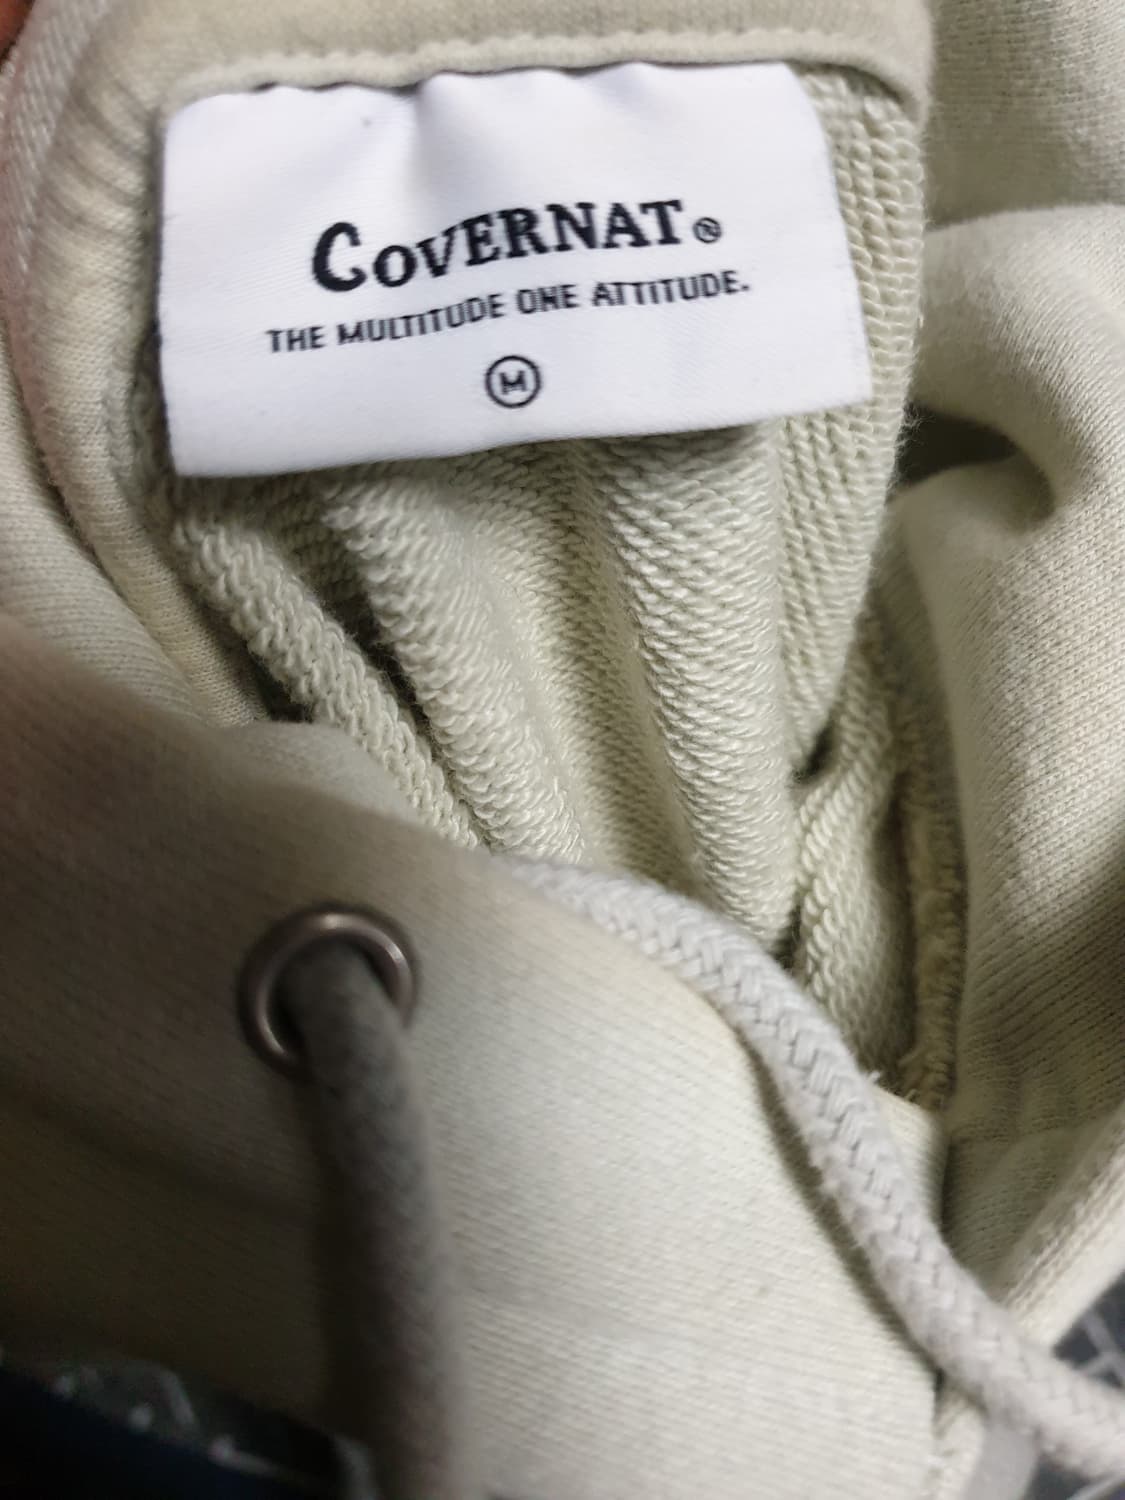 COVERNAT®
THE MULTITUDE ONE ATTITUDE.
M